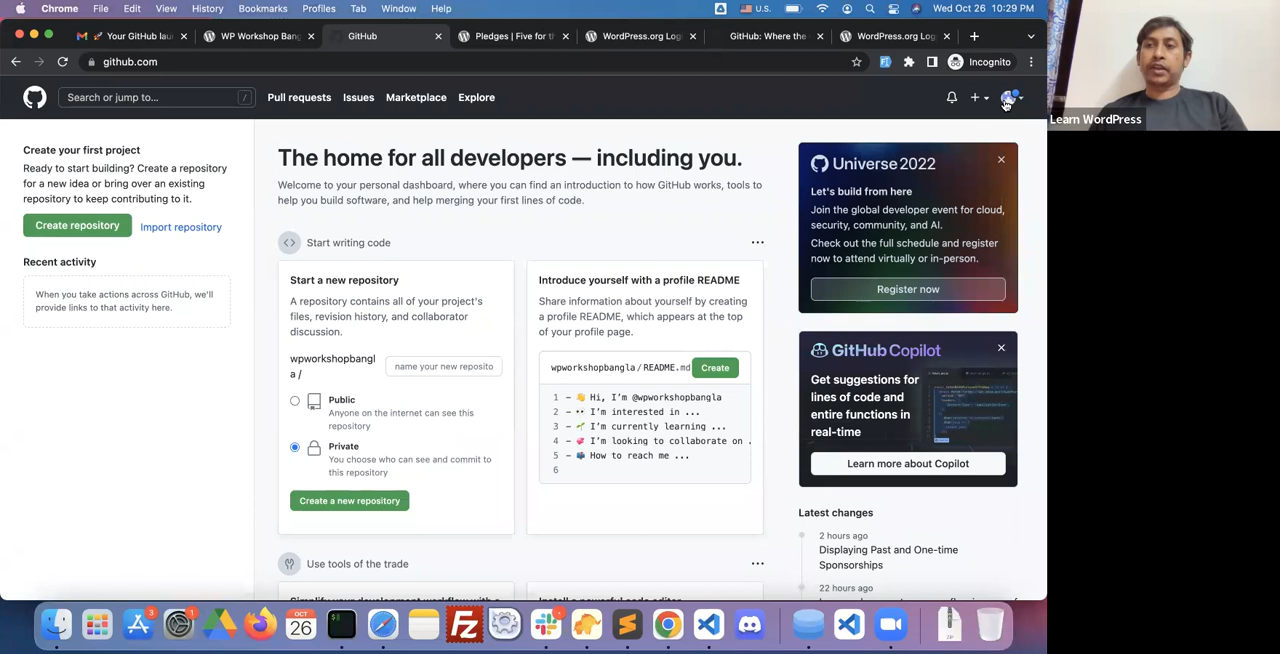 Chrome File Edit View History Bookmarks Profiles Tab Window Help
U.S. Wed Oct 26 10:29 PM
Your GitHub lau
WP Workshop Bang
GitHub
Pledges | Five for th
WordPress.org Logi
GitHub: Where the
WordPress.org Log
github.com
Incognito
Search or jump to...
/
Pull requests Issues Marketplace Explore
Learn WordPress
Create your first project
Ready to start building? Create a repository
for a new idea or bring over an existing
repository to keep contributing to it.
Create repository
Import repository
Recent activity
When you take actions across GitHub, we'll
provide links to that activity here.
The home for all developers — including you.
Welcome to your personal dashboard, where you can find an introduction to how GitHub works, tools to
help you build software, and help merging your first lines of code.
Start writing code
Start a new repository
A repository contains all of your project's
files, revision history, and collaborator
discussion.
wpworkshopbangl
a /
name your new reposito
Public
Anyone on the internet can see this
repository
Private
You choose who can see and commit to
this repository
Create a new repository
Introduce yourself with a profile README
Share information about yourself by creating
a profile README, which appears at the top
of your profile page.
wpworkshopbangla/README.md
Create
1 - 👋 Hi, I'm @wpworkshopbangla
2 - 👀 I'm interested in ...
3 - 🌱 I'm currently learning ...
4 - 💞️ I'm looking to collaborate on .
5 - 📫 How to reach me ...
6
Use tools of the trade
Universe 2022
Let's build from here
Join the global developer event for cloud,
security, community, and AI.
Check out the full schedule and register
now to attend virtually or in-person.
Register now
GitHub Copilot
Get suggestions for
lines of code and
entire functions in
real-time
Learn more about Copilot
Latest changes
2 hours ago
Displaying Past and One-time
Sponsorships
22 hours ago
3
1
OCT
26
Fz
1
ZIP